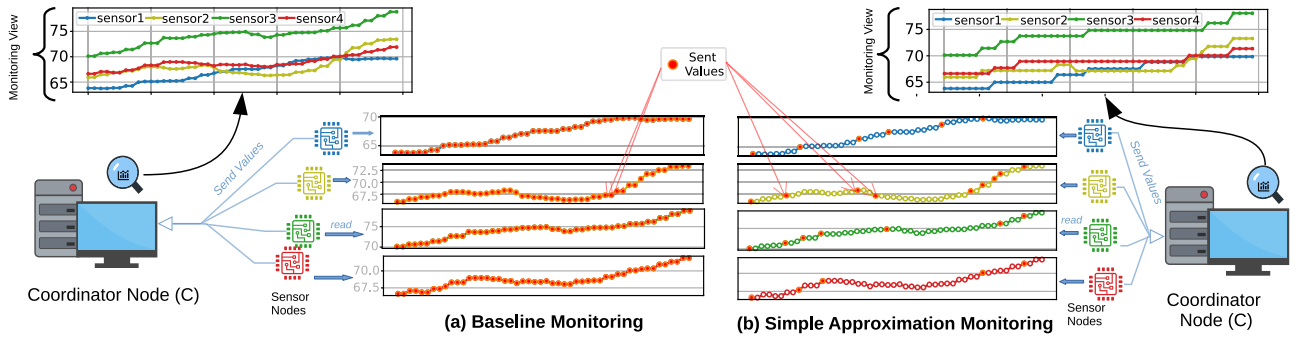 Monitoring View
sensor1 sensor2 sensor3 sensor4
75
70
65
Sent
Values
Monitoring View
sensor1 sensor2 sensor3 sensor4
75
70
65
Send Values
read
70
65
72.5
70.0
67.5
75
70
70.0
67.5
Send Values
read
Coordinator Node (C)
Sensor
Nodes
(a) Baseline Monitoring
(b) Simple Approximation Monitoring
Sensor
Nodes
Coordinator
Node (C)